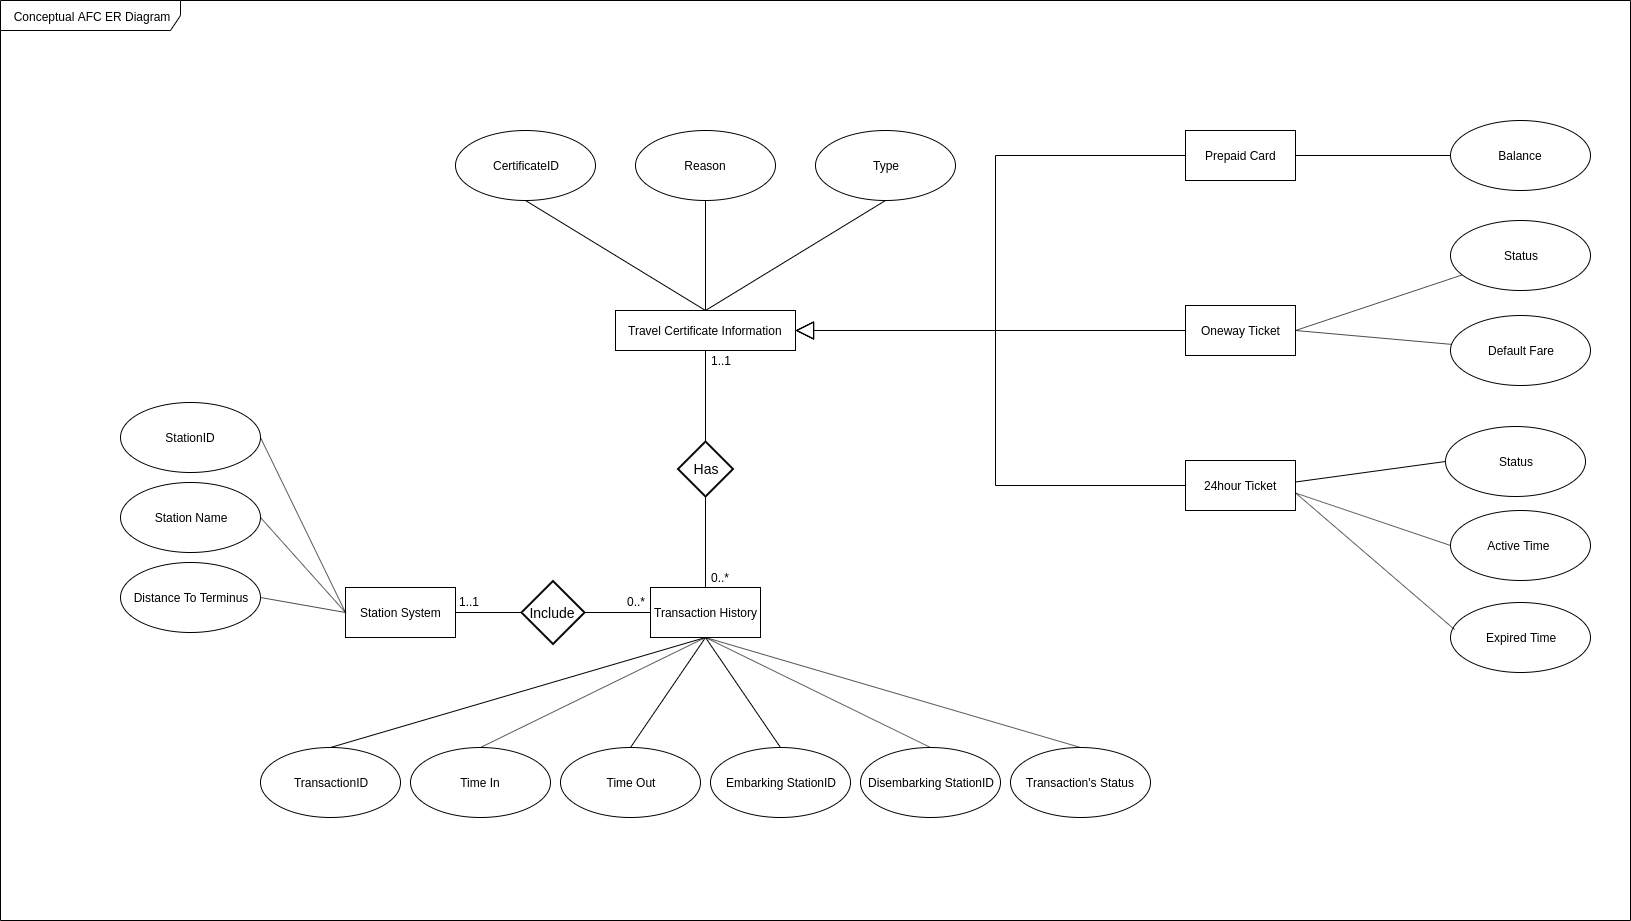 Conceptual AFC ER Diagram
CertificateID
Reason
Type
Prepaid Card
Balance
Status
Travel Certificate Information
Oneway Ticket
Default Fare
1..1
StationID
Has
24hour Ticket
Status
Station Name
Active Time
0..*
Distance To Terminus
Station System
1..1
Include
0..*
Transaction History
Expired Time
TransactionID
Time In
Time Out
Embarking StationID
Disembarking StationID
Transaction's Status